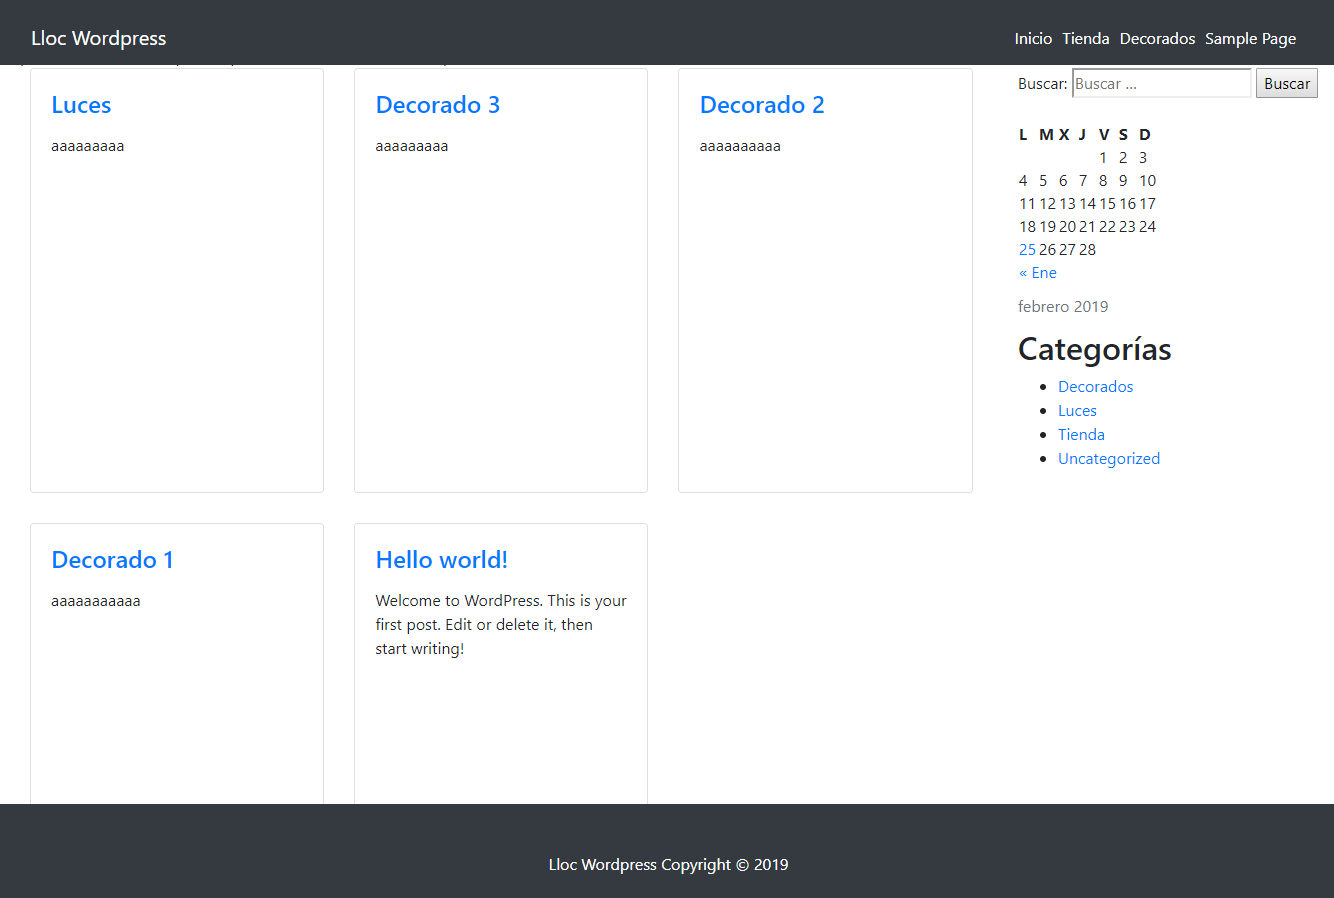 Lloc Wordpress
Inicio Tienda Decorados Sample Page
Luces
aaaaaaaaa
Decorado 3
aaaaaaaaa
Decorado 2
aaaaaaaaaa
Decorado 1
aaaaaaaaaaa
Hello world!
Welcome to WordPress. This is your
first post. Edit or delete it, then
start writing!
Buscar: Buscar ... Buscar
L M X J V S D
1 2 3
4 5 6 7 8 9 10
11 12 13 14 15 16 17
18 19 20 21 22 23 24
25 26 27 28
« Ene
febrero 2019
Categorías
Decorados
Luces
Tienda
Uncategorized
Lloc Wordpress Copyright © 2019